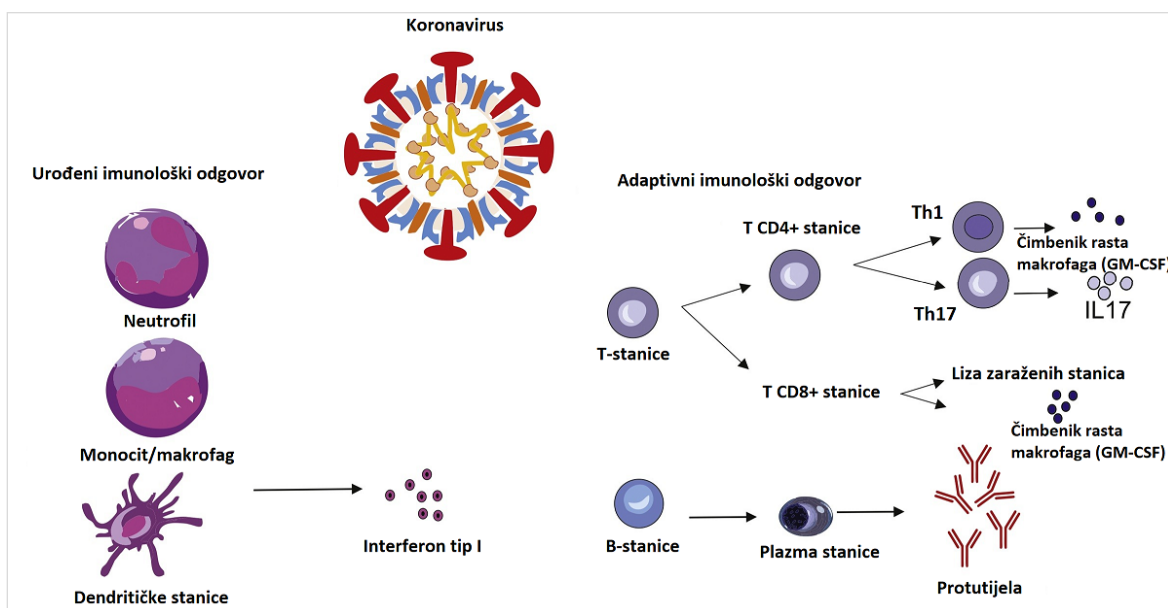 Koronavirus
Urođeni imunološki odgovor
Neutrofil
Monocit/makrofag
Dendritičke stanice
Interferon tip I
Adaptivni imunološki odgovor
T-stanice
T CD4+ stanice
Th1
Čimbenik rasta
makrofaga (GM-CSF)
Th17
IL17
T CD8+ stanice
Liza zaraženih stanica
Čimbenik rasta
makrofaga (GM-CSF)
B-stanice
Plazma stanice
Protutijela